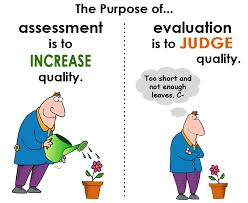 The Purpose of...
assessment
is to
INCREASE
quality.
evaluation
is to JUDGE
quality.
Too short and
not enough
leaves. C-